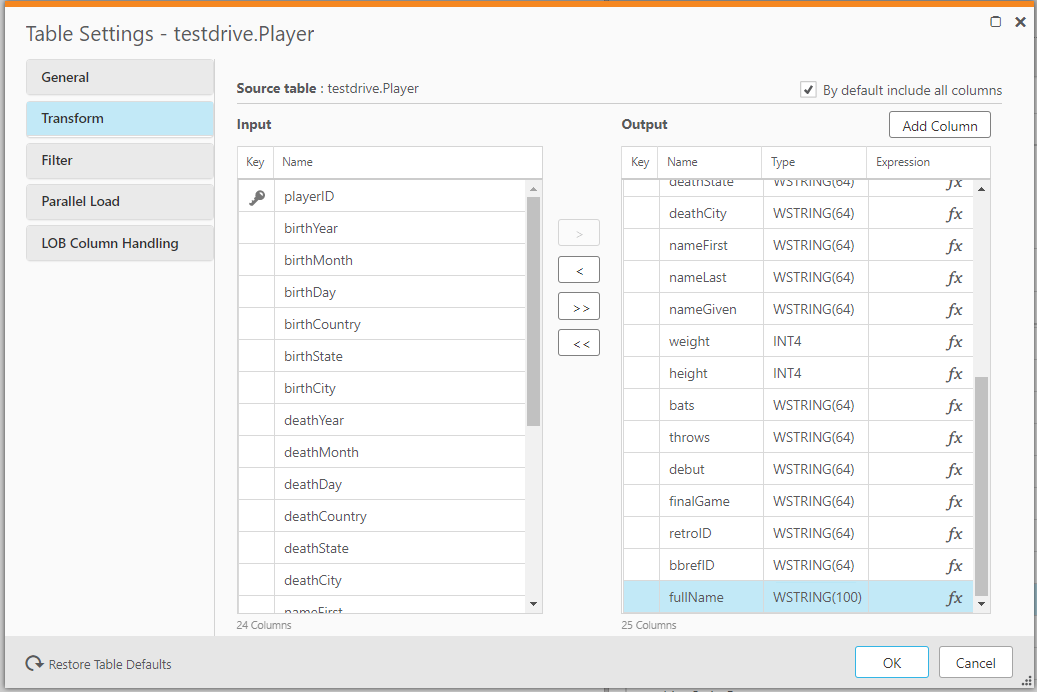 Table Settings - testdrive.Player
General
Transform
Filter
Parallel Load
LOB Column Handling
Source table : testdrive.Player
By default include all columns
Input
Key Name
playerID
birthYear
birthMonth
birthDay
birthCountry
birthState
birthCity
deathYear
deathMonth
deathDay
deathCountry
deathState
deathCity
nameFirst
24 Columns
>
<
>>
<<
Output
Add Column
Key Name Type Expression
deathState WSTRING(64) fx
deathCity WSTRING(64) fx
nameFirst WSTRING(64) fx
nameLast WSTRING(64) fx
nameGiven WSTRING(64) fx
weight INT4 fx
height INT4 fx
bats WSTRING(64) fx
throws WSTRING(64) fx
debut WSTRING(64) fx
finalGame WSTRING(64) fx
retroID WSTRING(64) fx
bbrefID WSTRING(64) fx
fullName WSTRING(100) fx
25 Columns
Restore Table Defaults
OK
Cancel